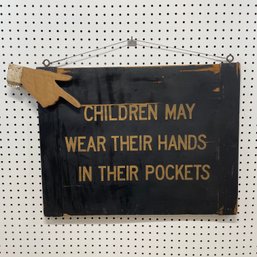 CHILDREN MAY
WEAR THEIR HANDS
IN THEIR POCKETS